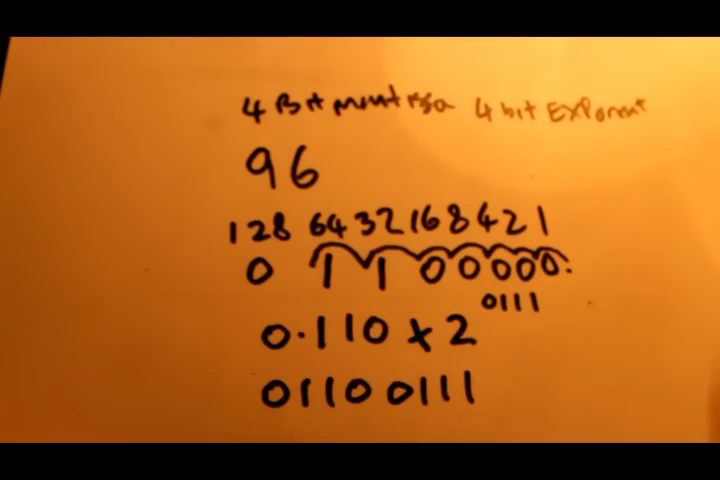 4 Bit mantissa 4 bit Exponent
96
128 64 32 16 8 4 2 1
0 1 1 0 0 0 0 0.
0.110 x 2 0111
01100111